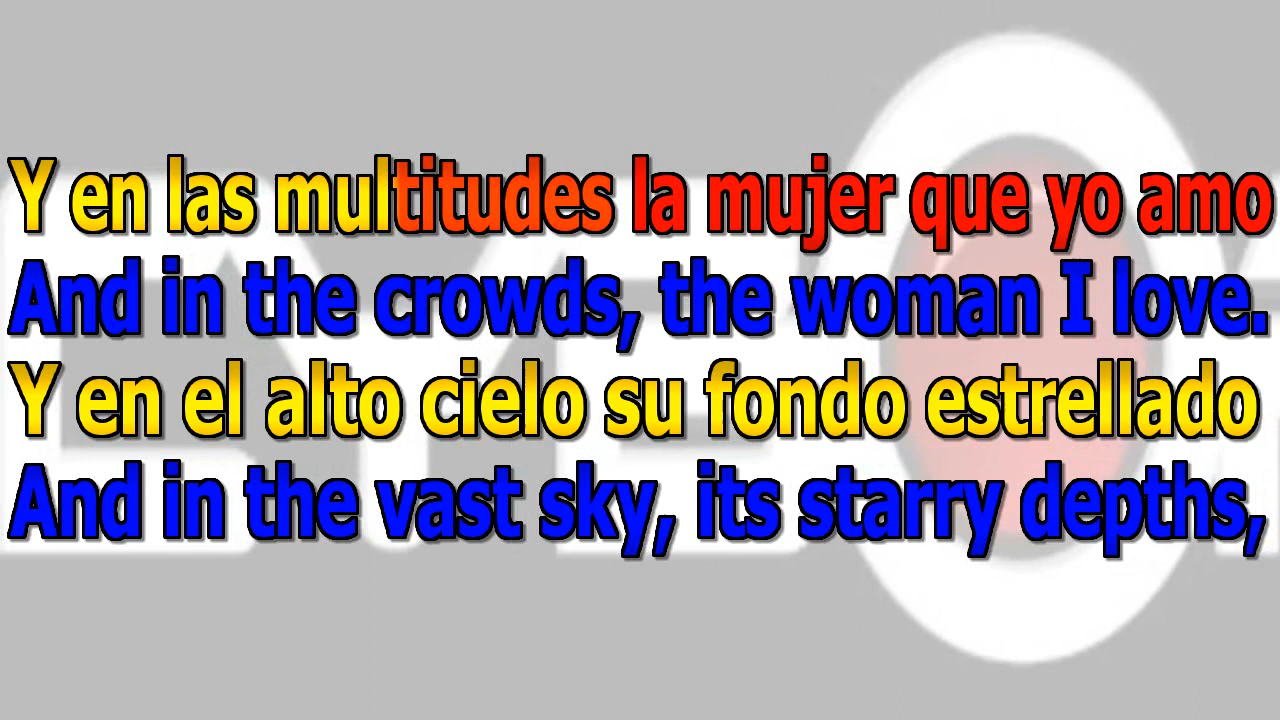 Y en las multitudes la mujer que yo amo
And in the crowds, the woman I love.
Y en el alto cielo su fondo estrellado
And in the vast sky, its starry depths,